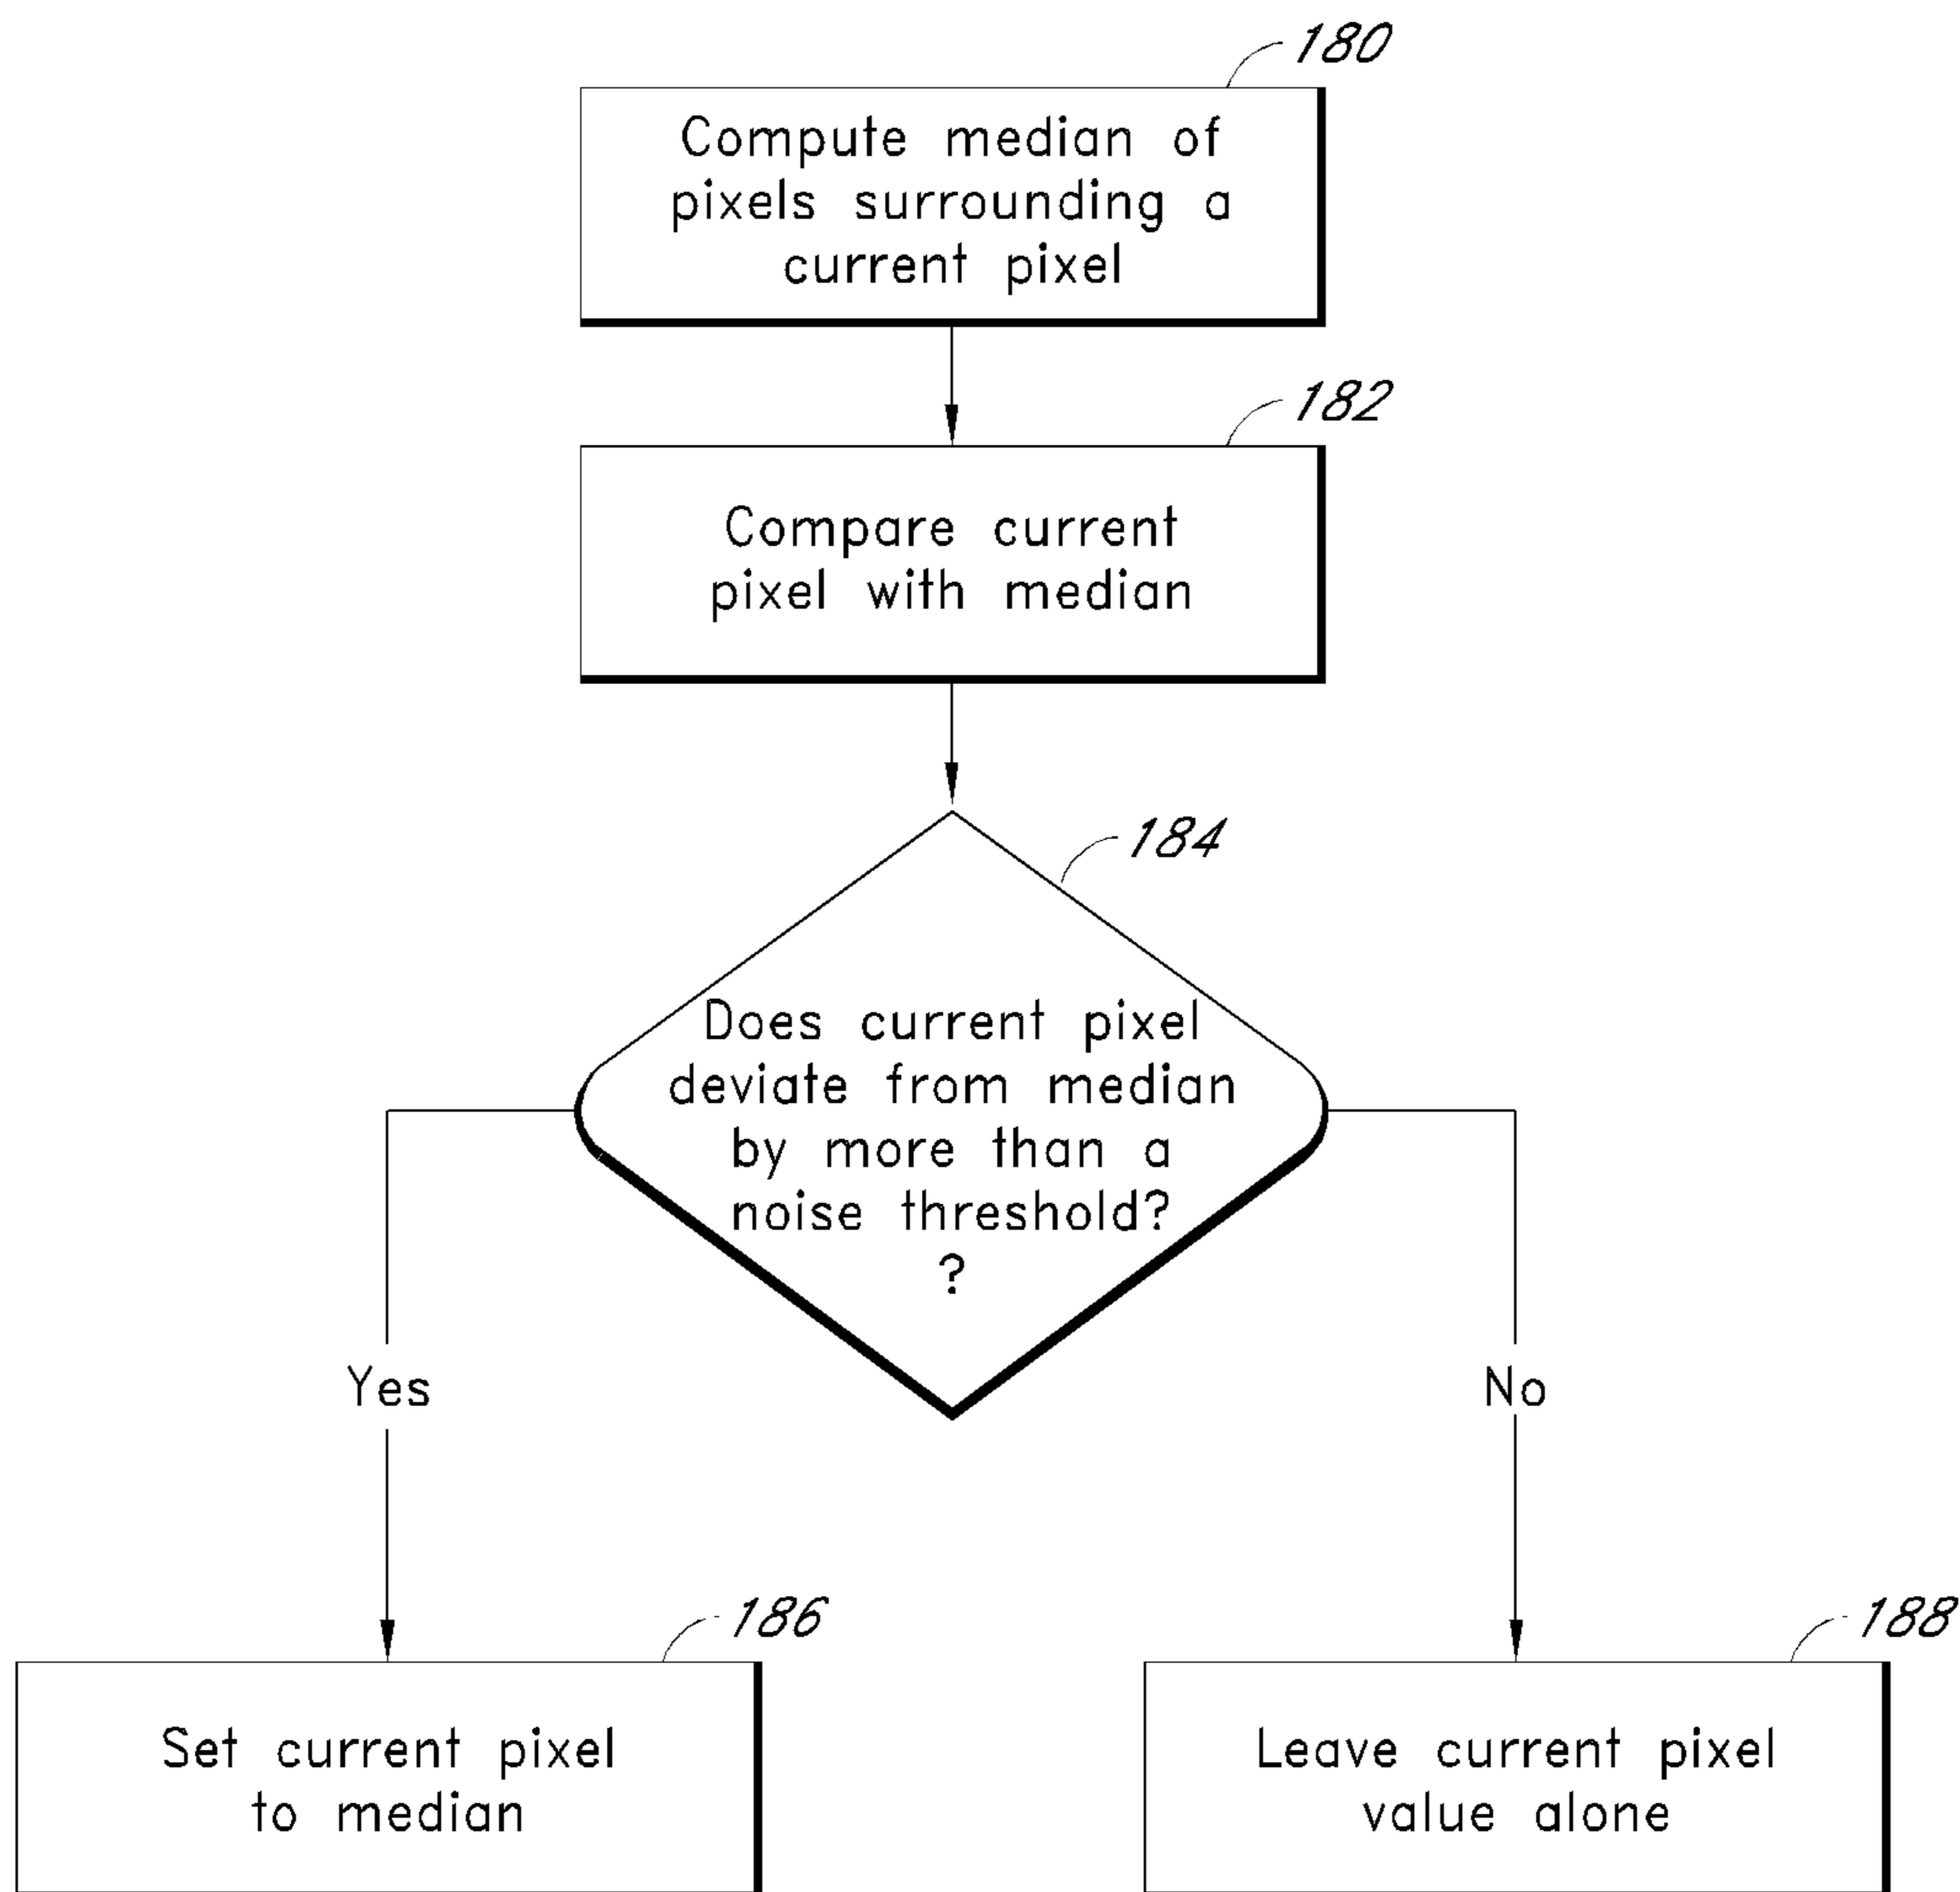 180
Compute median of
pixels surrounding a
current pixel
182
Compare current
pixel with median
184
Does current pixel
deviate from median
by more than a
noise threshold?
?
Yes
No
186
Set current pixel
to median
188
Leave current pixel
value alone